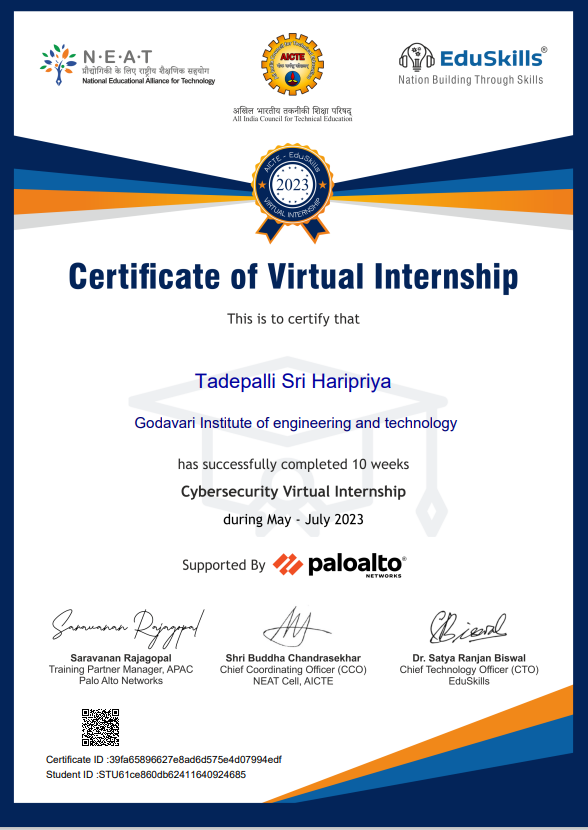 N·E·A·T
प्रौद्योगिकी के लिए राष्ट्रीय शैक्षणिक सहयोग
National Educational Alliance for Technology
AICTE
अखिल भारतीय तकनीकी शिक्षा परिषद्
All India Council for Technical Education
EduSkills®
Nation Building Through Skills
AICTE - EduSkills
2023
VIRTUAL INTERNSHIP
Certificate of Virtual Internship
This is to certify that
Tadepalli Sri Haripriya
Godavari Institute of engineering and technology
has successfully completed 10 weeks
Cybersecurity Virtual Internship
during May - July 2023
Supported By paloalto®
NETWORKS
Saravanan Rajagopal
Saravanan Rajagopal
Training Partner Manager, APAC
Palo Alto Networks
Shri Buddha Chandrasekhar
Chief Coordinating Officer (CCO)
NEAT Cell, AICTE
SBiswal
Dr. Satya Ranjan Biswal
Chief Technology Officer (CTO)
EduSkills
Certificate ID :39fa65896627e8ad6d575e4d07994edf
Student ID :STU61ce860db62411640924685